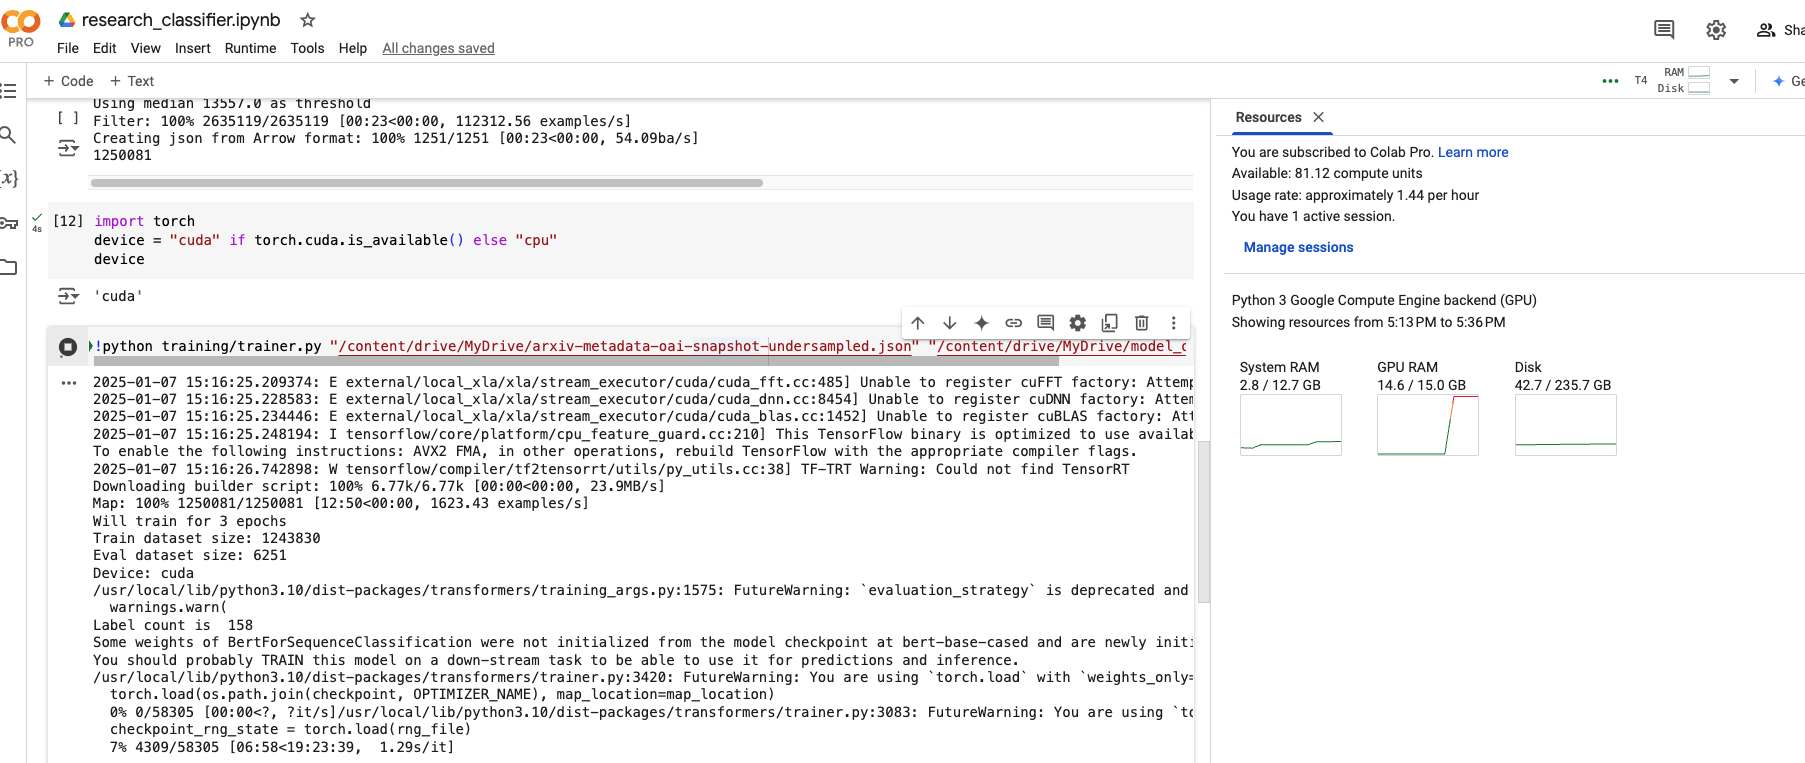 research_classifier.ipynb
PRO
File Edit View Insert Runtime Tools Help All changes saved
Sha
+ Code + Text
T4 RAM
Disk
Ge
Using median 13557.0 as threshold
[ ] Filter: 100% 2635119/2635119 [00:23<00:00, 112312.56 examples/s]
Creating json from Arrow format: 100% 1251/1251 [00:23<00:00, 54.09ba/s]
1250081
{x}
4s
[12] import torch
device = "cuda" if torch.cuda.is_available() else "cpu"
device
'cuda'
!python training/trainer.py "/content/drive/MyDrive/arxiv-metadata-oai-snapshot-undersampled.json" "/content/drive/MyDrive/model_c
2025-01-07 15:16:25.209374: E external/local_xla/xla/stream_executor/cuda/cuda_fft.cc:485] Unable to register cuFFT factory: Attemp
2025-01-07 15:16:25.228583: E external/local_xla/xla/stream_executor/cuda/cuda_dnn.cc:8454] Unable to register cuDNN factory: Attem
2025-01-07 15:16:25.234446: E external/local_xla/xla/stream_executor/cuda/cuda_blas.cc:1452] Unable to register cuBLAS factory: Att
2025-01-07 15:16:25.248194: I tensorflow/core/platform/cpu_feature_guard.cc:210] This TensorFlow binary is optimized to use availab
To enable the following instructions: AVX2 FMA, in other operations, rebuild TensorFlow with the appropriate compiler flags.
2025-01-07 15:16:26.742898: W tensorflow/compiler/tf2tensorrt/utils/py_utils.cc:38] TF-TRT Warning: Could not find TensorRT
Downloading builder script: 100% 6.77k/6.77k [00:00<00:00, 23.9MB/s]
Map: 100% 1250081/1250081 [12:50<00:00, 1623.43 examples/s]
Will train for 3 epochs
Train dataset size: 1243830
Eval dataset size: 6251
Device: cuda
/usr/local/lib/python3.10/dist-packages/transformers/training_args.py:1575: FutureWarning: `evaluation_strategy` is deprecated and
warnings.warn(
Label count is  158
Some weights of BertForSequenceClassification were not initialized from the model checkpoint at bert-base-cased and are newly initi
You should probably TRAIN this model on a down-stream task to be able to use it for predictions and inference.
/usr/local/lib/python3.10/dist-packages/transformers/trainer.py:3420: FutureWarning: You are using `torch.load` with `weights_only=
torch.load(os.path.join(checkpoint, OPTIMIZER_NAME), map_location=map_location)
0% 0/58305 [00:00<?, ?it/s]/usr/local/lib/python3.10/dist-packages/transformers/trainer.py:3083: FutureWarning: You are using `to
checkpoint_rng_state = torch.load(rng_file)
7% 4309/58305 [06:58<19:23:39,  1.29s/it]
Resources
You are subscribed to Colab Pro. Learn more
Available: 81.12 compute units
Usage rate: approximately 1.44 per hour
You have 1 active session.
Manage sessions
Python 3 Google Compute Engine backend (GPU)
Showing resources from 5:13 PM to 5:36 PM
System RAM
2.8 / 12.7 GB
GPU RAM
14.6 / 15.0 GB
Disk
42.7 / 235.7 GB